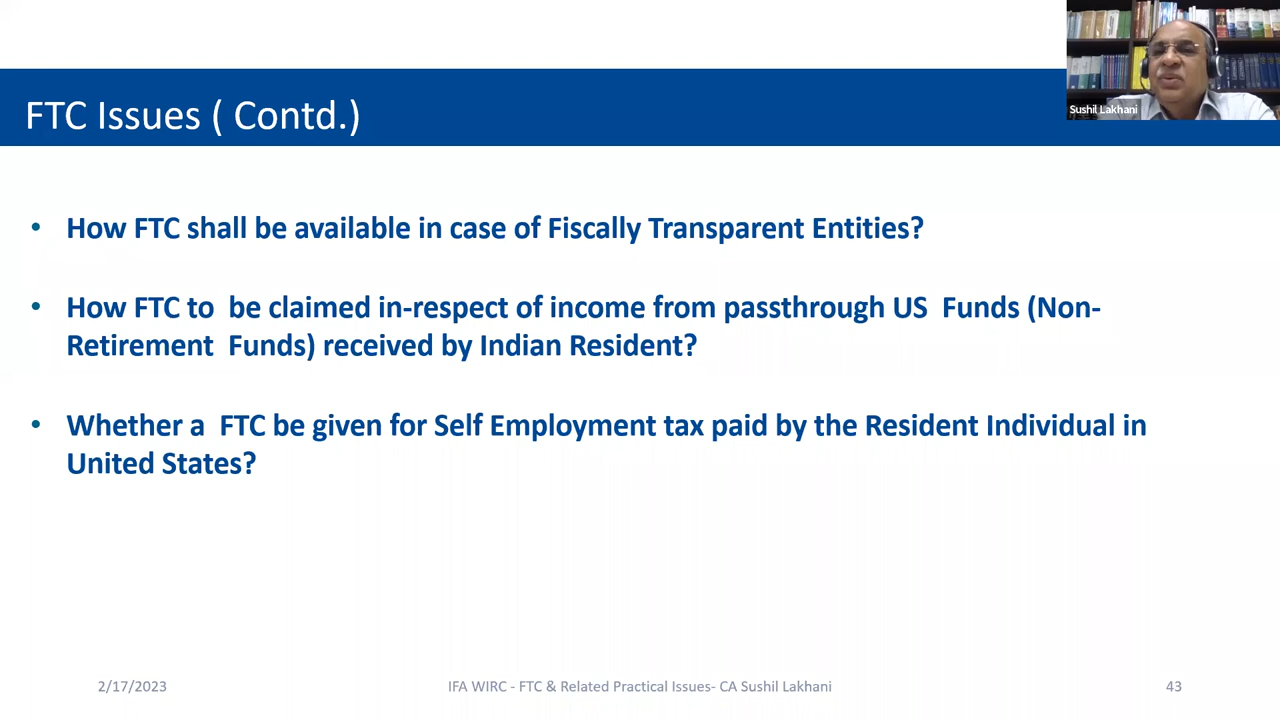 Sushil Lakhani
FTC Issues ( Contd.)
• How FTC shall be available in case of Fiscally Transparent Entities?
• How FTC to be claimed in-respect of income from passthrough US Funds (Non-
Retirement Funds) received by Indian Resident?
• Whether a FTC be given for Self Employment tax paid by the Resident Individual in
United States?
2/17/2023
IFA WIRC - FTC & Related Practical Issues- CA Sushil Lakhani
43